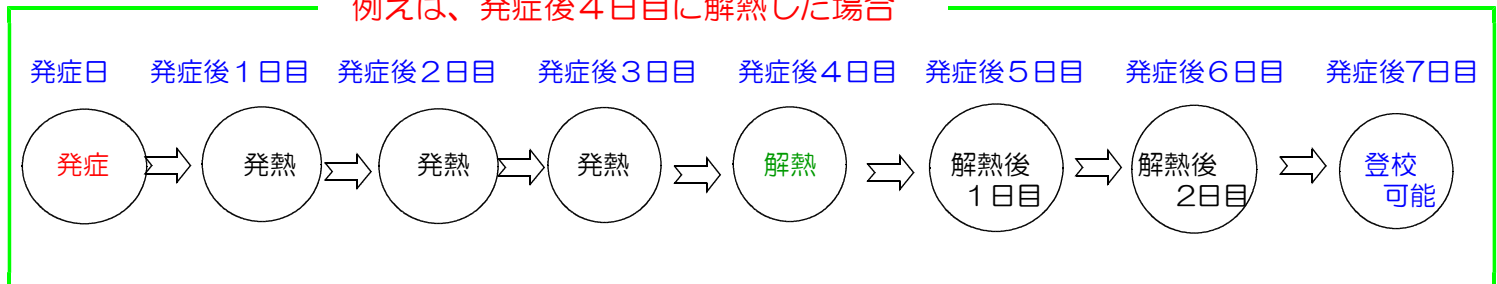 例えば、発症後４日目に解熱した場合
発症日 発症後１日目 発症後２日目 発症後３日目 発症後４日目 発症後５日目 発症後６日目 発症後7日目
発症 発熱 発熱 発熱 解熱 解熱後 解熱後 登校
１日目 2日目 可能